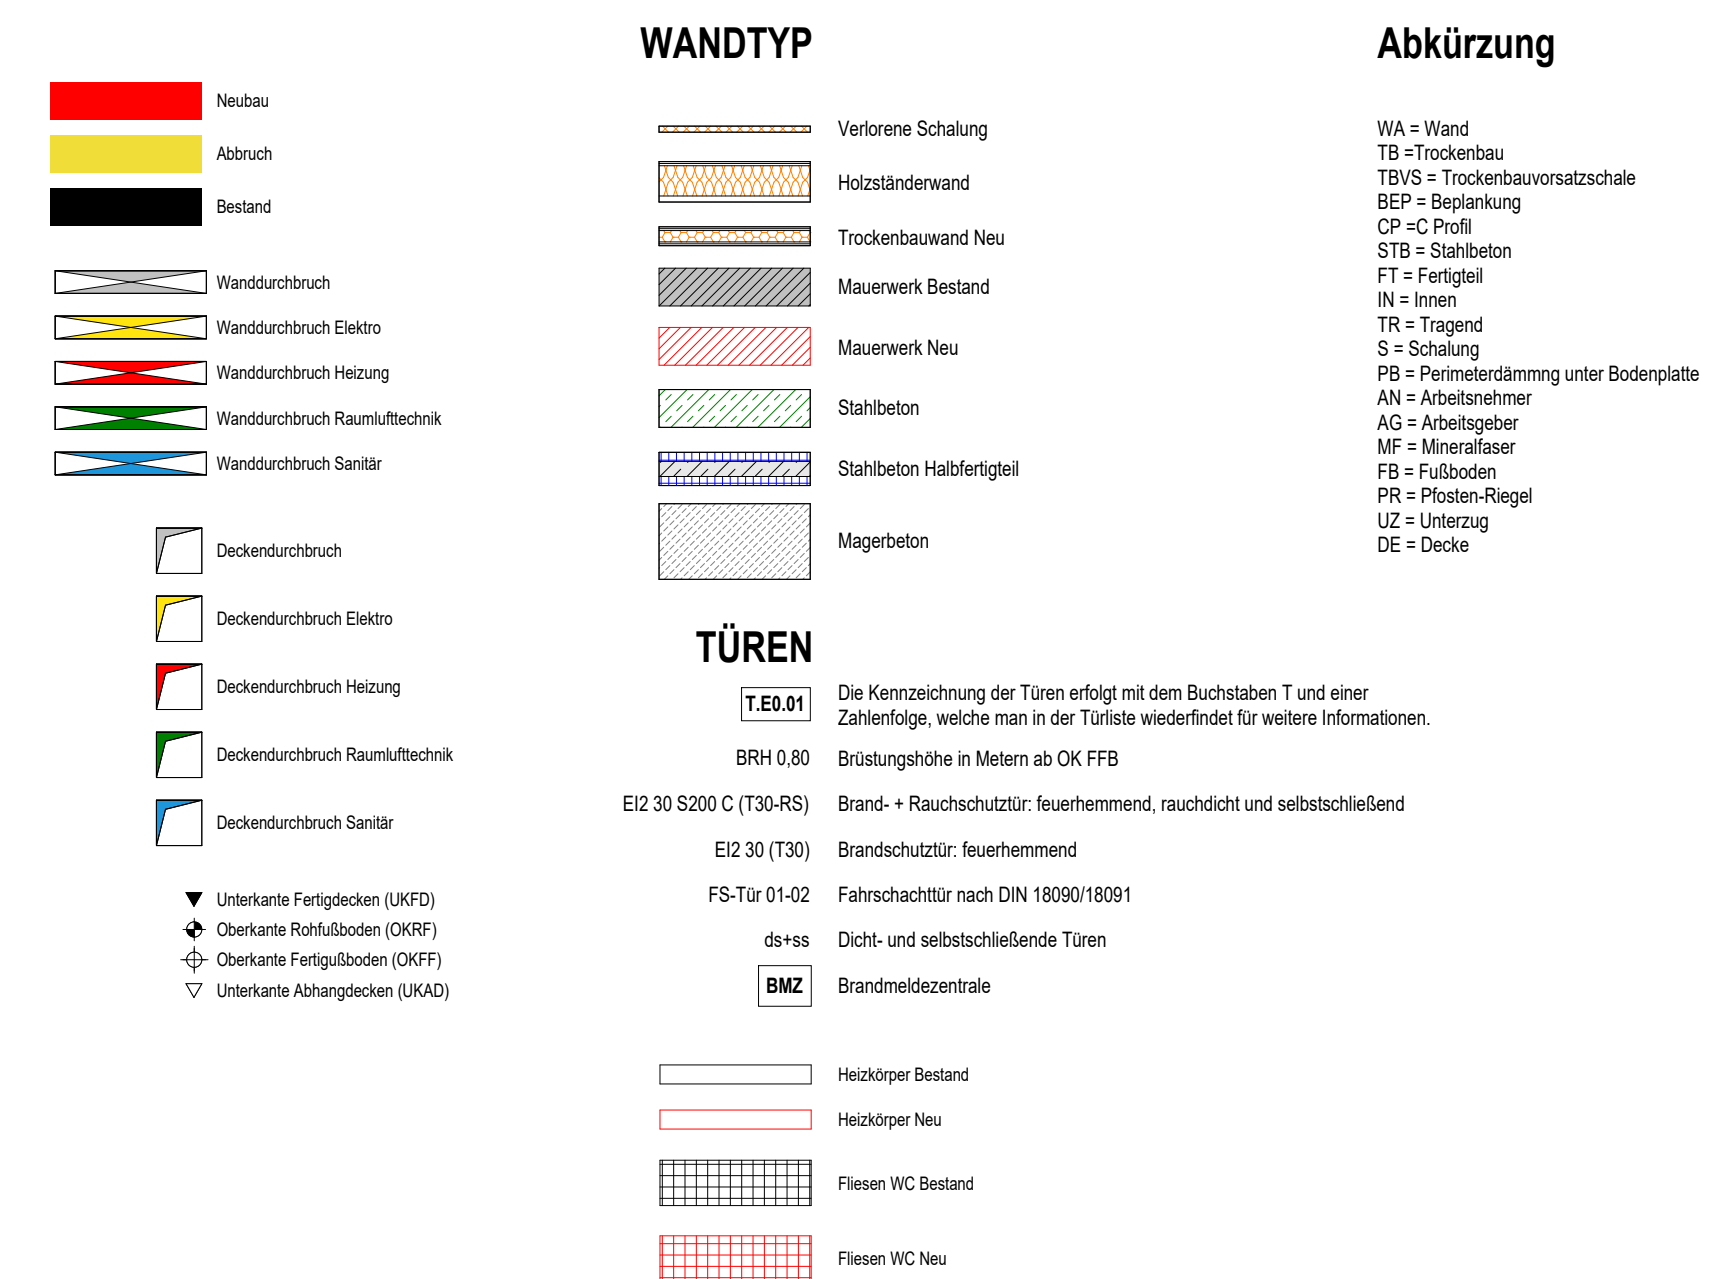 Neubau
Abbruch
Bestand
Wanddurchbruch
Wanddurchbruch Elektro
Wanddurchbruch Heizung
Wanddurchbruch Raumlufttechnik
Wanddurchbruch Sanitär
Deckendurchbruch
Deckendurchbruch Elektro
Deckendurchbruch Heizung
Deckendurchbruch Raumlufttechnik
Deckendurchbruch Sanitär
Unterkante Fertigdecken (UKFD)
Oberkante Rohfußboden (OKRF)
Oberkante Fertigußboden (OKFF)
Unterkante Abhangdecken (UKAD)
WANDTYP
Verlorene Schalung
Holzständerwand
Trockenbauwand Neu
Mauerwerk Bestand
Mauerwerk Neu
Stahlbeton
Stahlbeton Halbfertigteil
Magerbeton
TÜREN
T.E0.01 Die Kennzeichnung der Türen erfolgt mit dem Buchstaben T und einer
Zahlenfolge, welche man in der Türliste wiederfindet für weitere Informationen.
BRH 0,80 Brüstungshöhe in Metern ab OK FFB
EI2 30 S200 C (T30-RS) Brand- + Rauchschutztür: feuerhemmend, rauchdicht und selbstschließend
EI2 30 (T30) Brandschutztür: feuerhemmend
FS-Tür 01-02 Fahrschachttür nach DIN 18090/18091
ds+ss Dicht- und selbstschließende Türen
BMZ Brandmeldezentrale
Heizkörper Bestand
Heizkörper Neu
Fliesen WC Bestand
Fliesen WC Neu
Abkürzung
WA = Wand
TB =Trockenbau
TBVS = Trockenbauvorsatzschale
BEP = Beplankung
CP =C Profil
STB = Stahlbeton
FT = Fertigteil
IN = Innen
TR = Tragend
S = Schalung
PB = Perimeterdämmng unter Bodenplatte
AN = Arbeitsnehmer
AG = Arbeitsgeber
MF = Mineralfaser
FB = Fußboden
PR = Pfosten-Riegel
UZ = Unterzug
DE = Decke